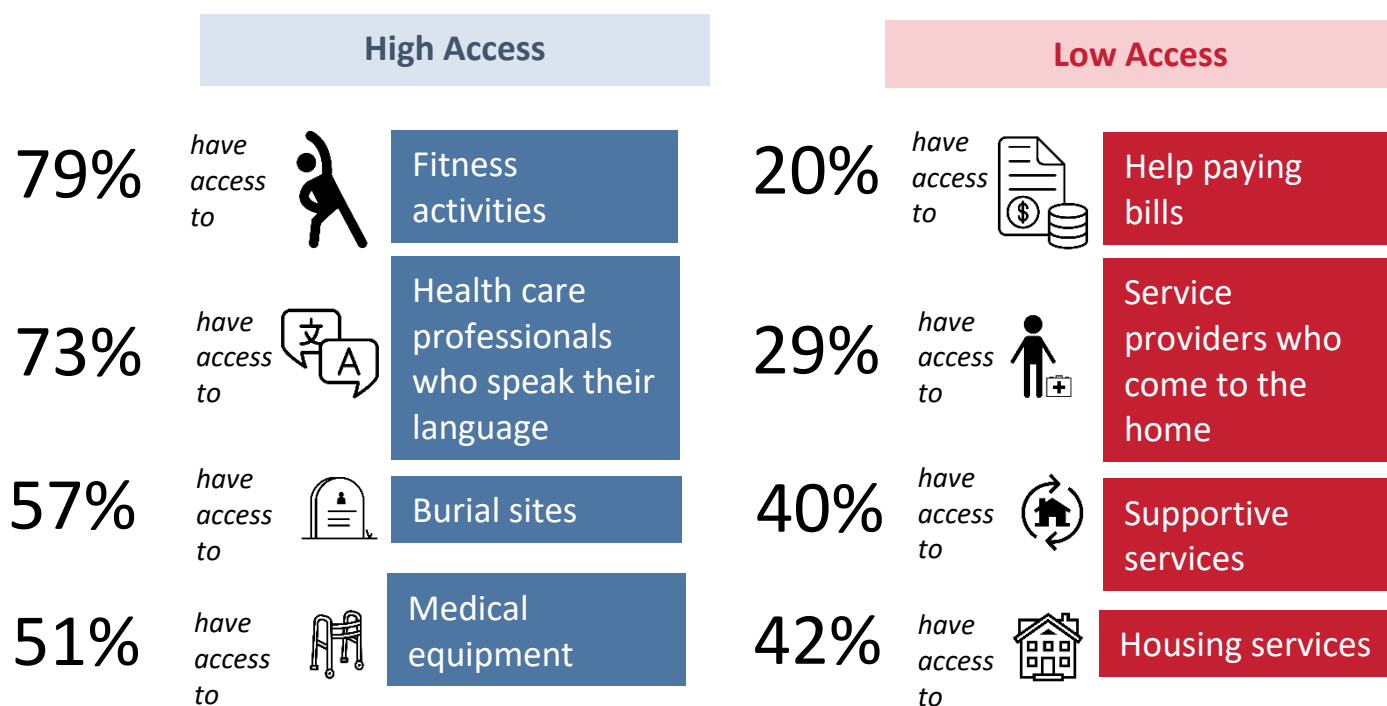 High Access
79%
have
access
to
Fitness
activities
73%
have
access
to
文
A
Health care
professionals
who speak their
language
57%
have
access
to
Burial sites
51%
have
access
to
Medical
equipment
Low Access
20%
have
access
to
$
Help paying
bills
29%
have
access
to
Service
providers who
come to the
home
40%
have
access
to
Supportive
services
42%
have
access
to
Housing services